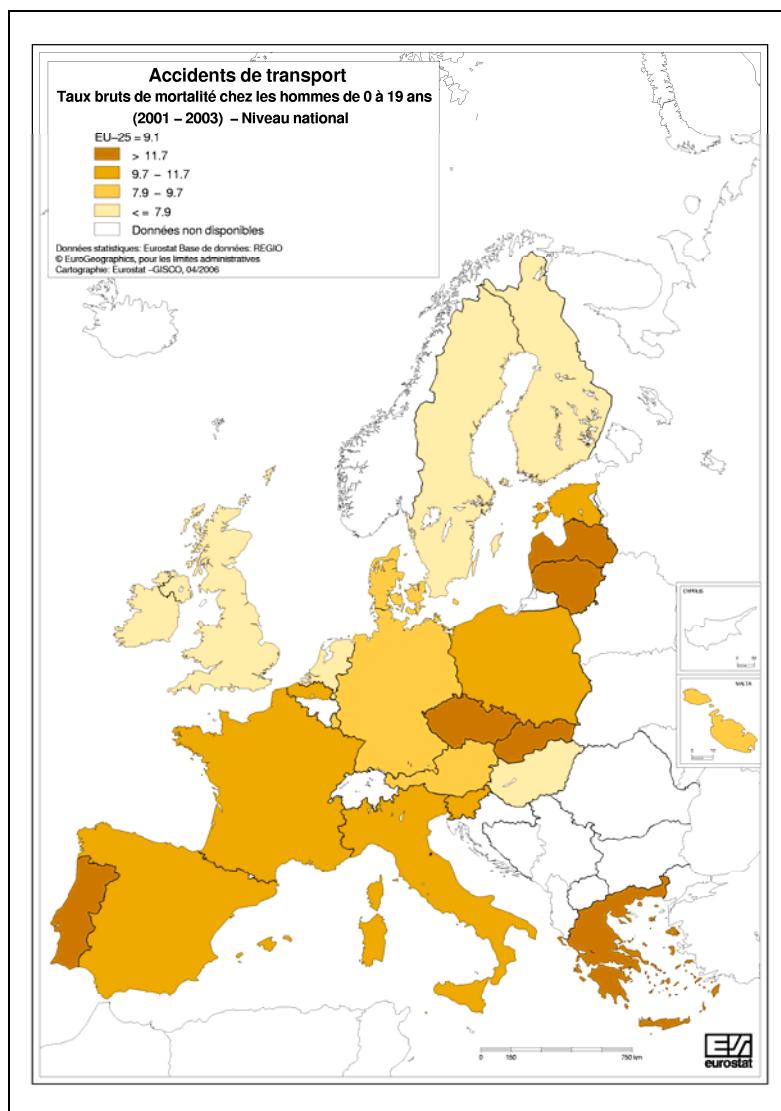 Accidents de transport
Taux bruts de mortalité chez les hommes de 0 à 19 ans
(2001 – 2003) – Niveau national
EU–25 = 9.1
> 11.7
9.7 – 11.7
7.9 – 9.7
< = 7.9
Données non disponibles
Données statistiques: Eurostat Base de données: REGIO
© EuroGeographics, pour les limites administratives
Cartographie: Eurostat –GISCO, 04/2006
CYPRUS
MALTA
0 150 750 km
eurostat